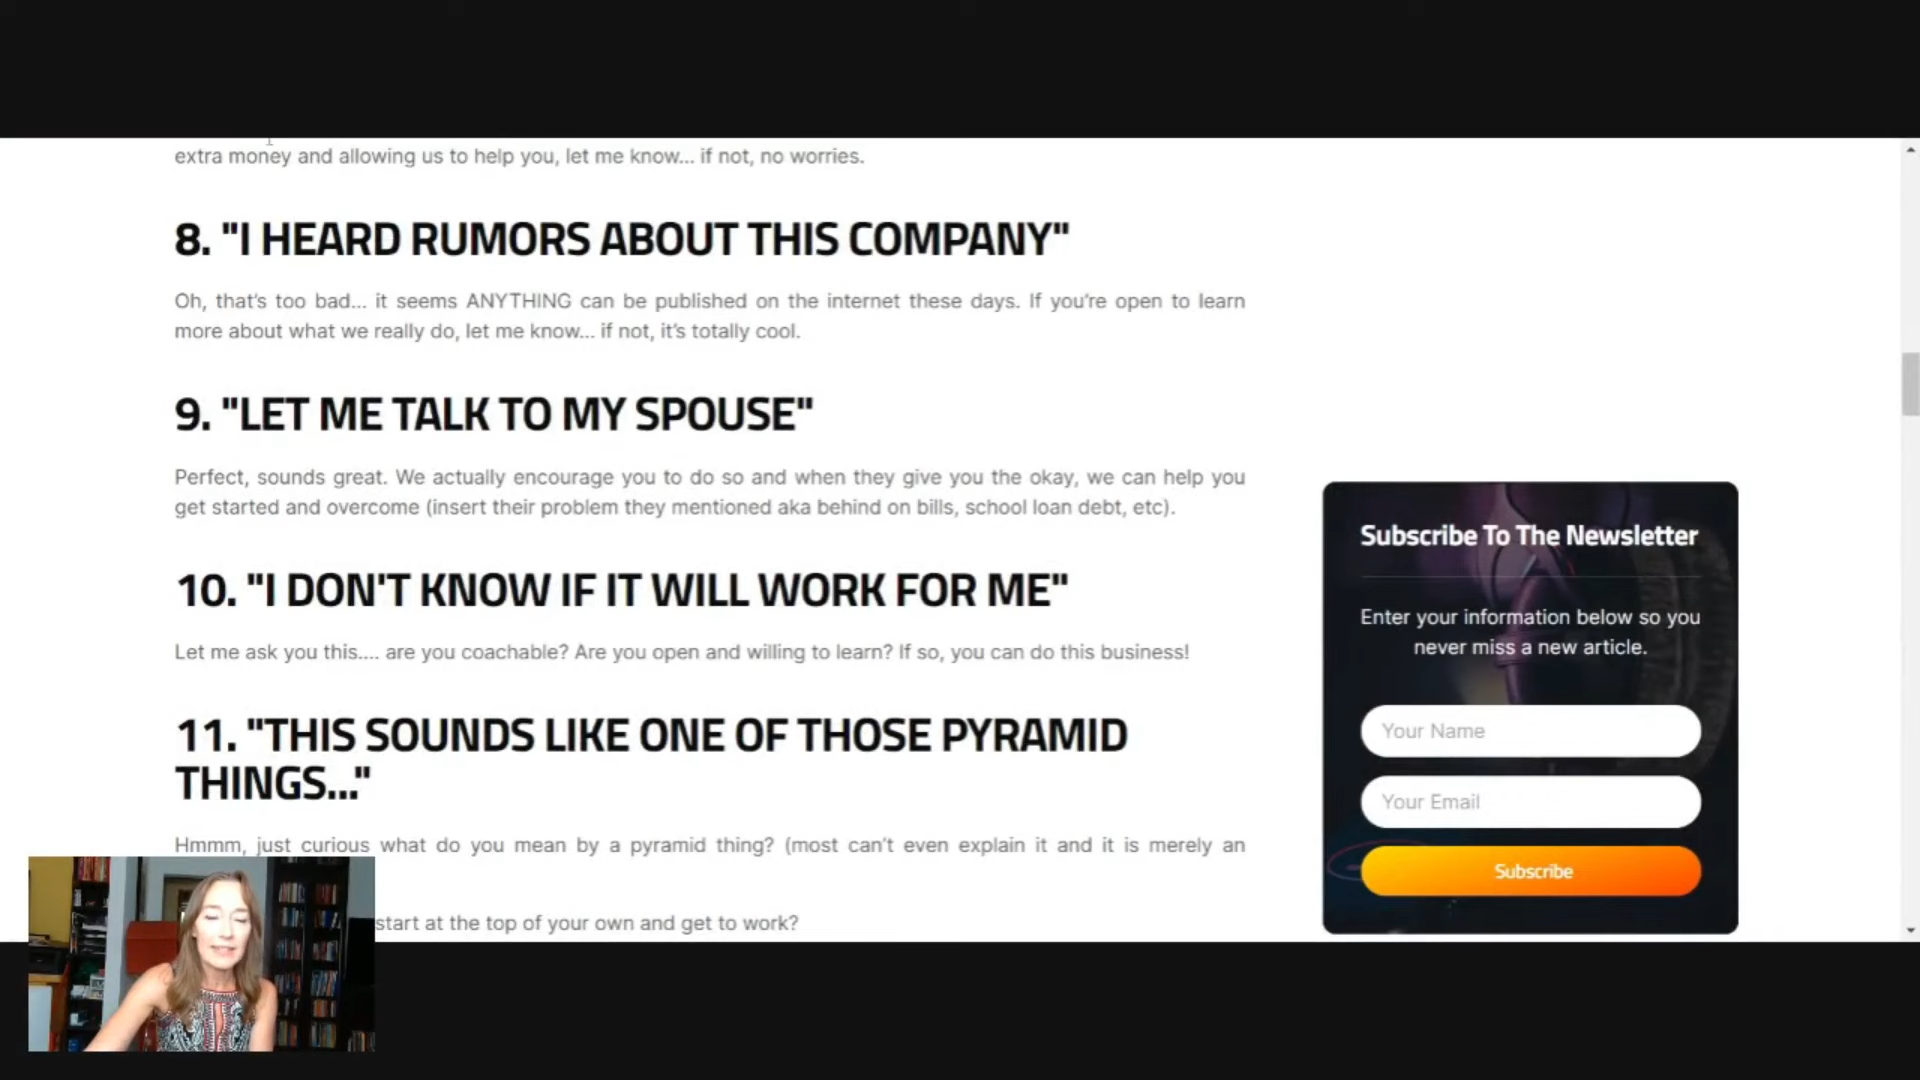 extra money and allowing us to help you, let me know... if not, no worries.
8. "I HEARD RUMORS ABOUT THIS COMPANY"
Oh, that's too bad... it seems ANYTHING can be published on the internet these days. If you're open to learn
more about what we really do, let me know... if not, it's totally cool.
9. "LET ME TALK TO MY SPOUSE"
Perfect, sounds great. We actually encourage you to do so and when they give you the okay, we can help you
get started and overcome (insert their problem they mentioned aka behind on bills, school loan debt, etc).
10. "I DON'T KNOW IF IT WILL WORK FOR ME"
Let me ask you this.... are you coachable? Are you open and willing to learn? If so, you can do this business!
11. "THIS SOUNDS LIKE ONE OF THOSE PYRAMID
THINGS..."
Hmmm, just curious what do you mean by a pyramid thing? (most can't even explain it and it is merely an
start at the top of your own and get to work?
Subscribe To The Newsletter
Enter your information below so you
never miss a new article.
Your Name
Your Email
Subscribe